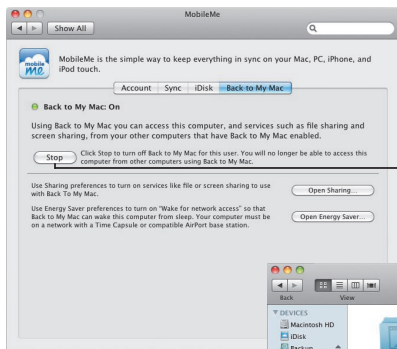 MobileMe
Show All
mobile
me
MobileMe is the simple way to keep everything in sync on your Mac, PC, iPhone, and
iPod touch.
Account Sync iDisk Back to My Mac
Back to My Mac: On
Using Back to My Mac you can access this computer, and services such as file sharing and
screen sharing, from your other computers that have Back to My Mac enabled.
Stop
Click Stop to turn off Back to My Mac for this user. You will no longer be able to access this
computer from other computers using Back to My Mac.
Use Sharing preferences to turn on services like file or screen sharing to use
with Back To My Mac.
Open Sharing...
Use Energy Saver preferences to turn on "Wake for network access" so that
Back to My Mac can wake this computer from sleep. Your computer must be
on a network with a Time Capsule or compatible AirPort base station.
Open Energy Saver...
Back View
DEVICES
Macintosh HD
iDisk
Backup